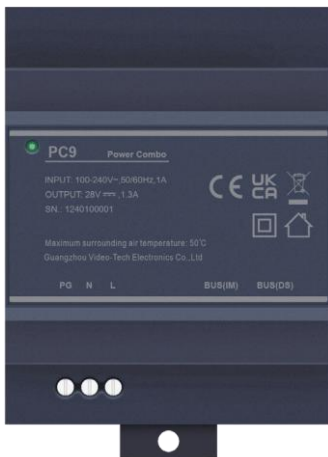 PC9 Power Combo
INPUT: 100-240V~,50/60Hz,1A
OUTPUT: 28V ⎓ ,1.3A
SN.: 1240100001
CE UK CA
Maximum surrounding air temperature: 50℃
Guangzhou Video-Tech Electronics Co.,Ltd
PG N L BUS(IM) BUS(DS)